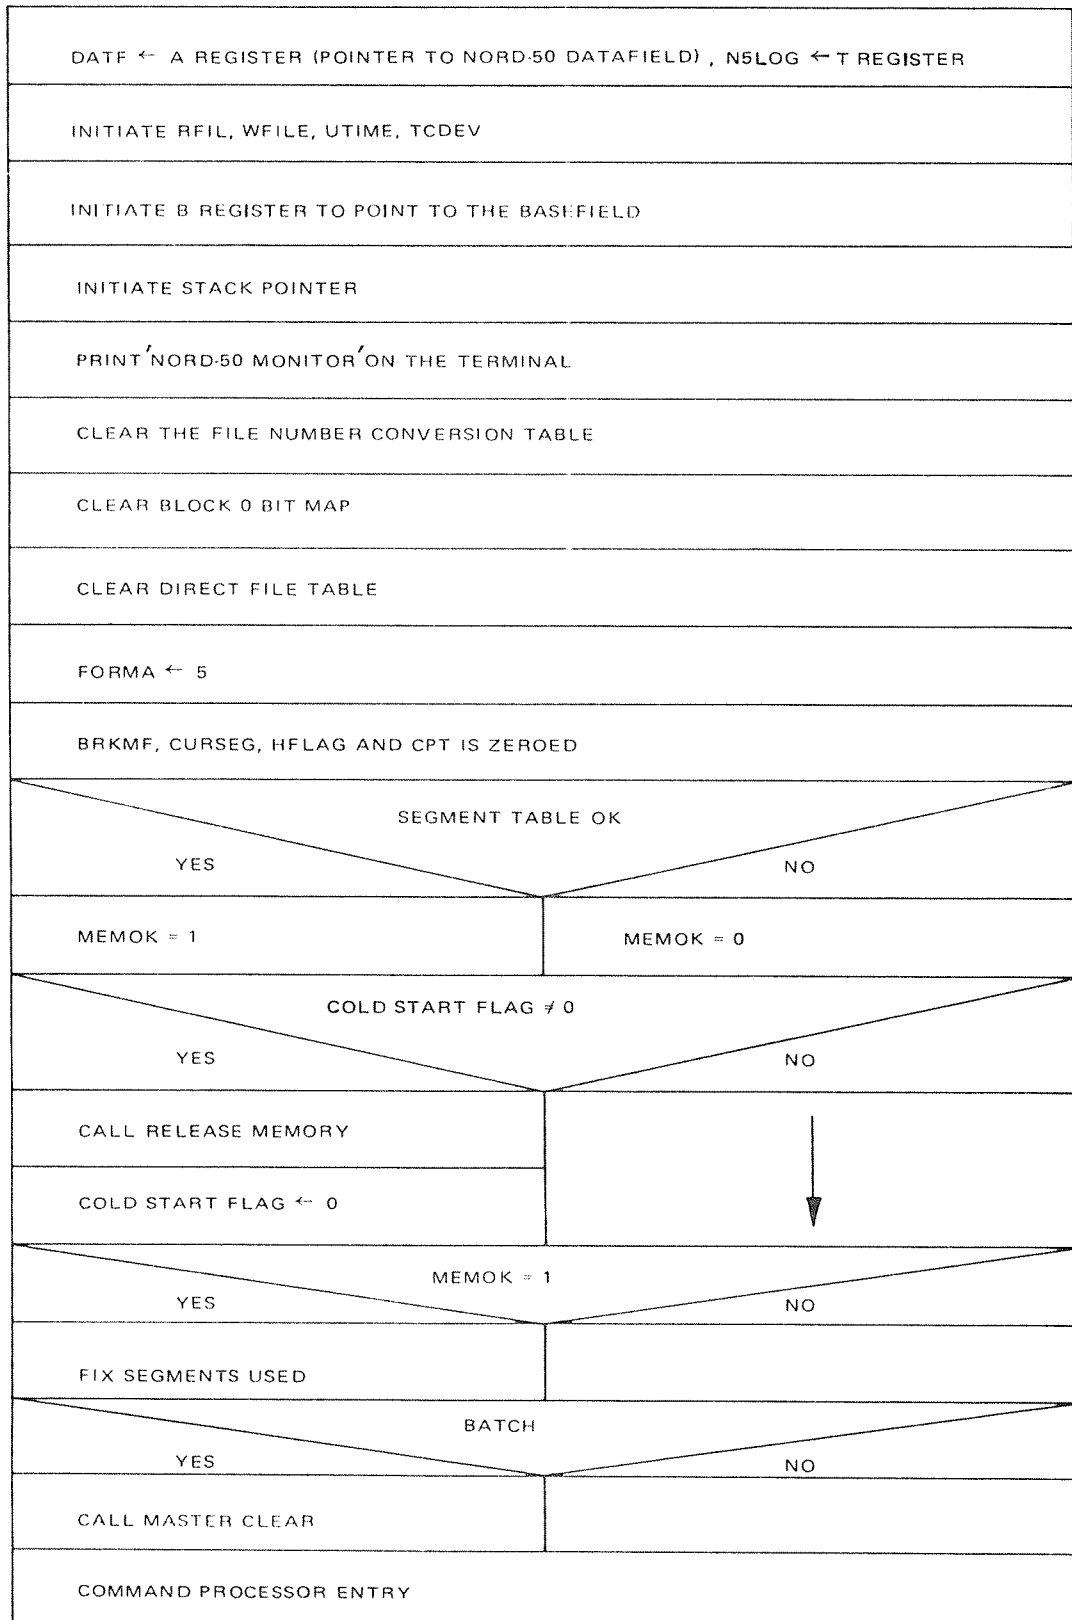 DATF ← A REGISTER (POINTER TO NORD-50 DATAFIELD) , N5LOG ← T REGISTER
INITIATE RFIL, WFILE, UTIME, TCDEV
INITIATE B REGISTER TO POINT TO THE BASEFIELD
INITIATE STACK POINTER
PRINT 'NORD-50 MONITOR' ON THE TERMINAL
CLEAR THE FILE NUMBER CONVERSION TABLE
CLEAR BLOCK 0 BIT MAP
CLEAR DIRECT FILE TABLE
FORMA ← 5
BRKMF, CURSEG, HFLAG AND CPT IS ZEROED
SEGMENT TABLE OK
YES NO
MEMOK = 1 MEMOK = 0
COLD START FLAG ≠ 0
YES NO
CALL RELEASE MEMORY
COLD START FLAG ← 0
MEMOK = 1
YES NO
FIX SEGMENTS USED
BATCH
YES NO
CALL MASTER CLEAR
COMMAND PROCESSOR ENTRY